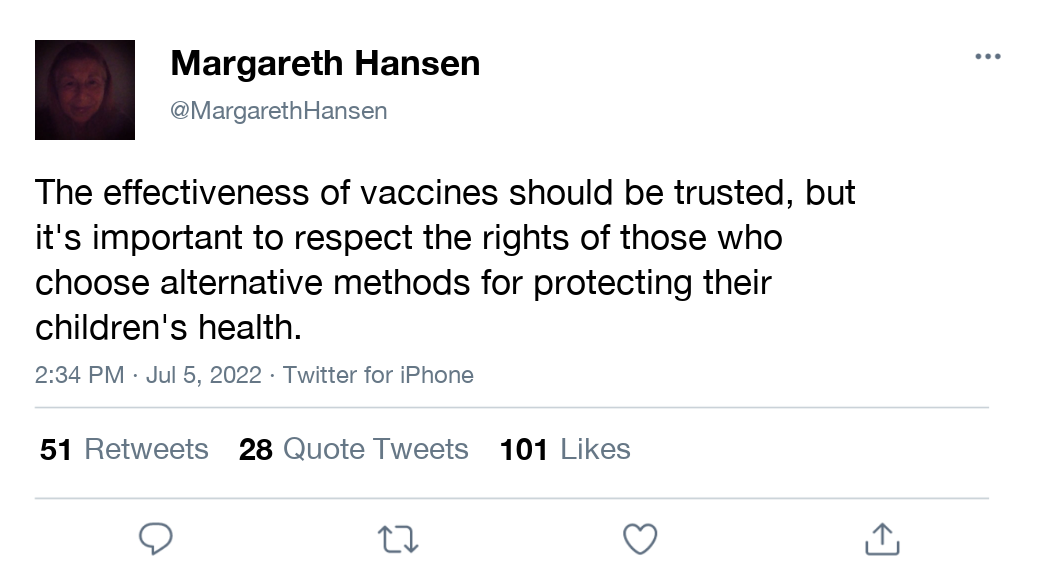 Margareth Hansen
@MargarethHansen
The effectiveness of vaccines should be trusted, but
it's important to respect the rights of those who
choose alternative methods for protecting their
children's health.
2:34 PM · Jul 5, 2022 · Twitter for iPhone
51 Retweets 28 Quote Tweets 101 Likes